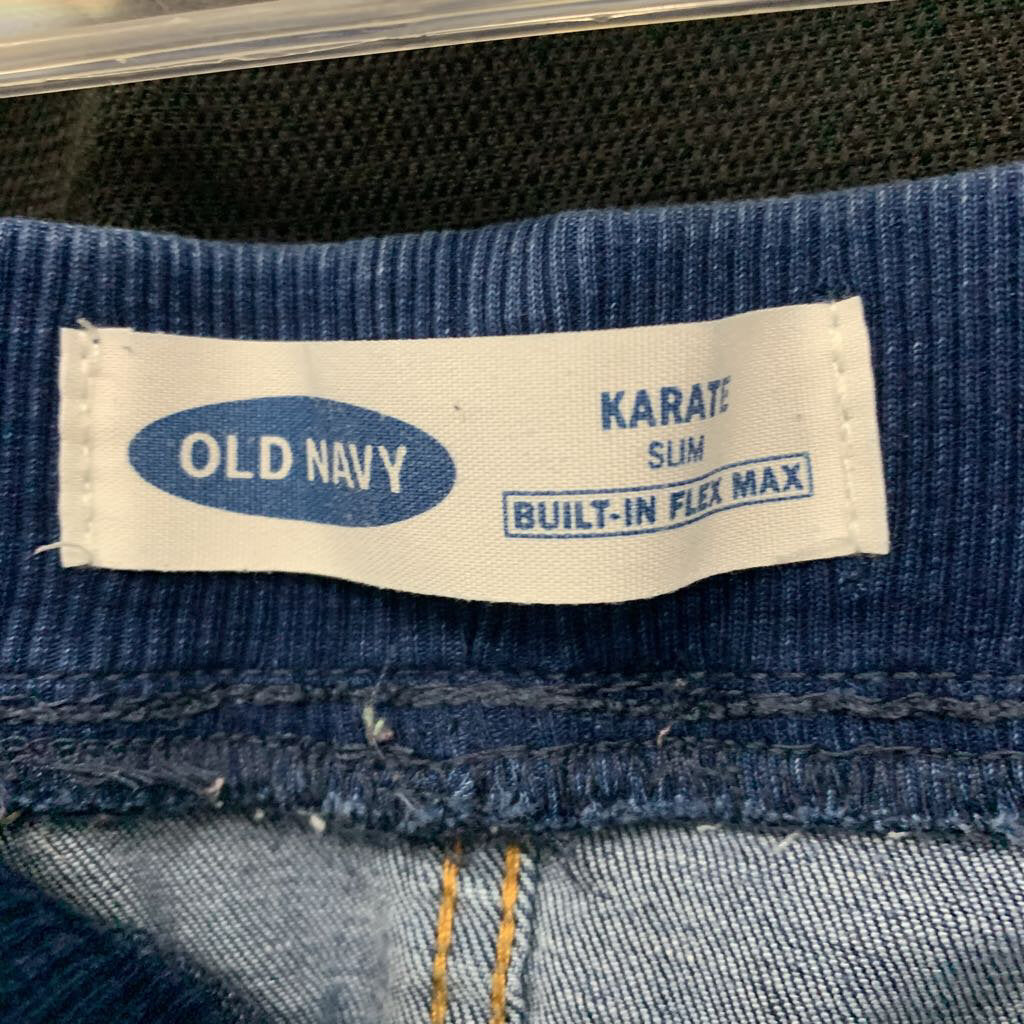 OLD NAVY
KARATE
SLIM
BUILT-IN FLEX MAX